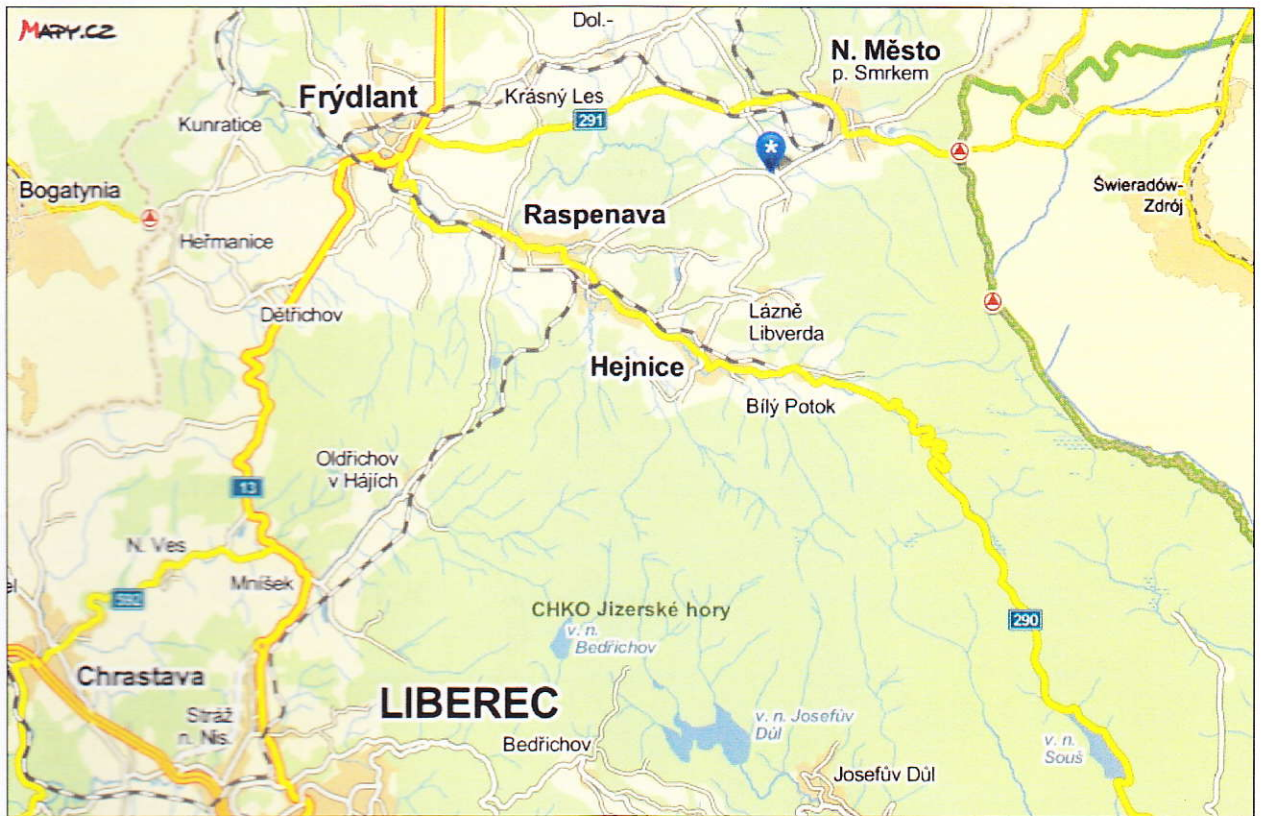 MAPY.CZ
Dol.-
N. Město
p. Smrkem
Frýdlant
Krásný Les
Kunratice
291
*
Bogatynia
Świeradów-
Zdrój
Raspenava
Heřmanice
Dětřichov
Lázně
Libverda
Hejnice
Bílý Potok
Oldřichov
v Hájích
13
N. Ves
Mníšek
592
CHKO Jizerské hory
290
v. n.
Bedřichov
Chrastava
LIBEREC
Stráž
n. Nis.
v. n. Josefův
Důl
Bedřichov
v. n.
Souš
Josefův Důl